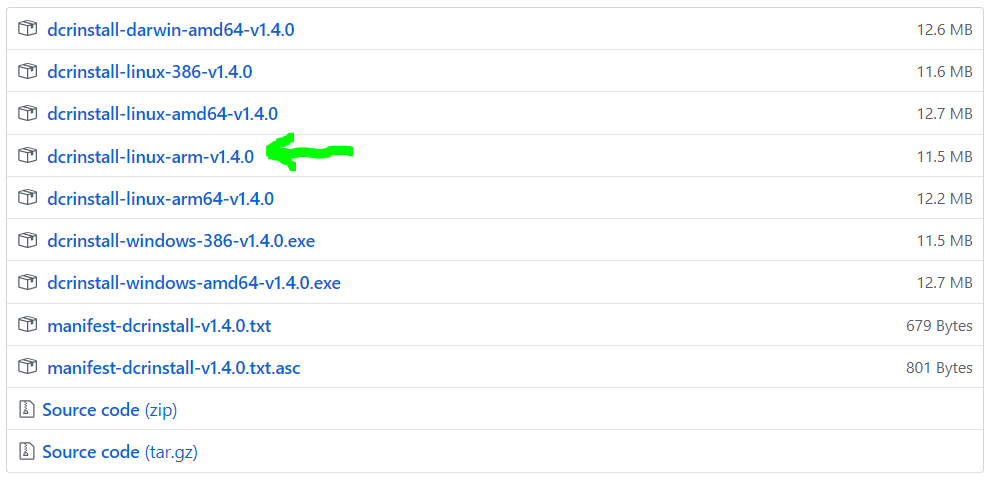 dcrinstall-darwin-amd64-v1.4.0 12.6 MB
dcrinstall-linux-386-v1.4.0 11.6 MB
dcrinstall-linux-amd64-v1.4.0 12.7 MB
dcrinstall-linux-arm-v1.4.0 11.5 MB
dcrinstall-linux-arm64-v1.4.0 12.2 MB
dcrinstall-windows-386-v1.4.0.exe 11.5 MB
dcrinstall-windows-amd64-v1.4.0.exe 12.7 MB
manifest-dcrinstall-v1.4.0.txt 679 Bytes
manifest-dcrinstall-v1.4.0.txt.asc 801 Bytes
Source code (zip)
Source code (tar.gz)